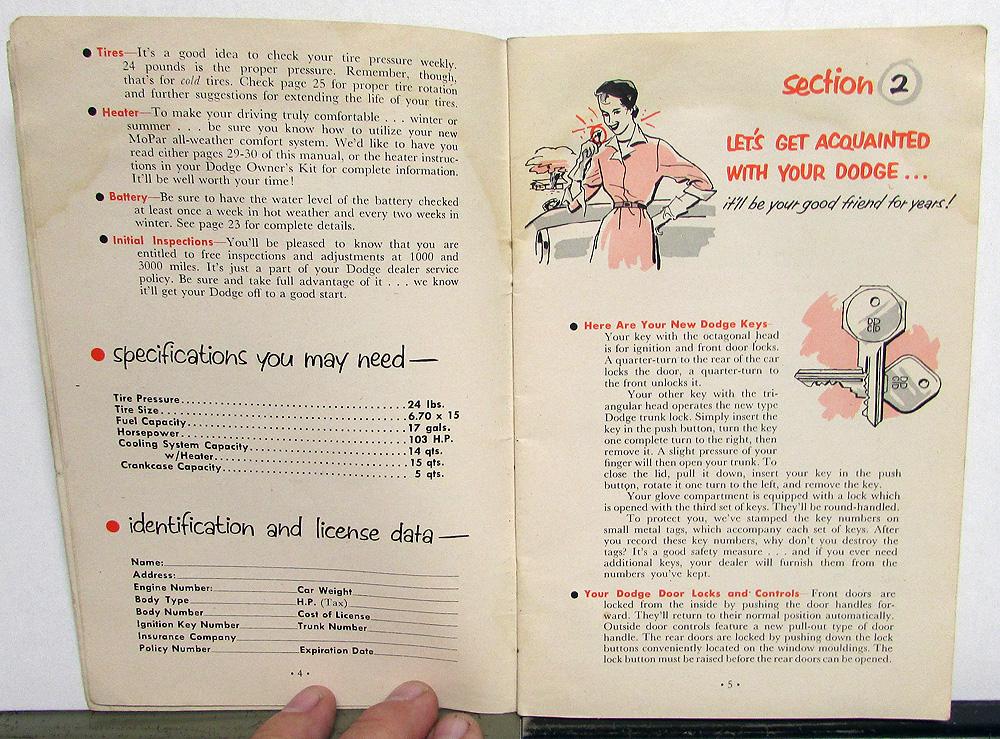 • Tires—It's a good idea to check your tire pressure weekly.
24 pounds is the proper pressure. Remember, though,
that's for cold tires. Check page 25 for proper tire rotation
and further suggestions for extending the life of your tires.
• Heater—To make your driving truly comfortable . . . winter or
summer . . . be sure you know how to utilize your new
MoPar all-weather comfort system. We'd like to have you
read either pages 29-30 of this manual, or the heater instruc-
tions in your Dodge Owner's Kit for complete information.
It'll be well worth your time!
• Battery—Be sure to have the water level of the battery checked
at least once a week in hot weather and every two weeks in
winter. See page 23 for complete details.
• Initial Inspections—You'll be pleased to know that you are
entitled to free inspections and adjustments at 1000 and
3000 miles. It's just a part of your Dodge dealer service
policy. Be sure and take full advantage of it . . . we know
it'll get your Dodge off to a good start.
• specifications you may need—
Tire Pressure 24 lbs.
Tire Size 6.70 x 15
Fuel Capacity 17 gals.
Horsepower 103 H.P.
Cooling System Capacity 14 qts.
w/Heater 15 qts.
Crankcase Capacity 5 qts.
• identification and license data—
Name:
Address:
Engine Number: Car Weight
Body Type H.P. (Tax)
Body Number Cost of License
Ignition Key Number Trunk Number
Insurance Company
Policy Number Expiration Date
• 4 •
section 2
LET'S GET ACQUAINTED
WITH YOUR DODGE ...
it'll be your good friend for years!
• Here Are Your New Dodge Keys—
Your key with the octagonal head
is for ignition and front door locks.
A quarter-turn to the rear of the car
locks the door, a quarter-turn to
the front unlocks it.
Your other key with the tri-
angular head operates the new type
Dodge trunk lock. Simply insert the
key in the push button, turn the key
one complete turn to the right, then
remove it. A slight pressure of your
finger will then open your trunk. To
close the lid, pull it down, insert your key in the push
button, rotate it one turn to the left, and remove the key.
Your glove compartment is equipped with a lock which
is opened with the third set of keys. They'll be round-handled.
To protect you, we've stamped the key numbers on
small metal tags, which accompany each set of keys. After
you record these key numbers, why don't you destroy the
tags? It's a good safety measure . . . and if you ever need
additional keys, your dealer will furnish them from the
numbers you've kept.
• Your Dodge Door Locks and Controls—Front doors are
locked from the inside by pushing the door handles for-
ward. They'll return to their normal position automatically.
Outside door controls feature a new pull-out type of door
handle. The rear doors are locked by pushing down the lock
buttons conveniently located on the window mouldings. The
lock button must be raised before the rear doors can be opened.
• 5 •